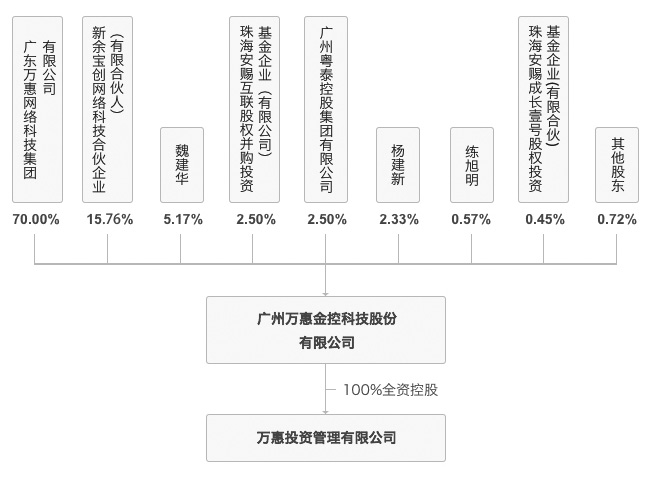 广东万惠网络科技集团
有限公司
新余宝创网络科技合伙企业
（有限合伙人）
魏建华
珠海安赐互联股权并购投资
基金企业（有限公司）
广州粤泰控股集团有限公司
杨建新
练旭明
珠海安赐成长壹号股权投资
基金企业(有限合伙)
其他股东
70.00%
15.76%
5.17%
2.50%
2.50%
2.33%
0.57%
0.45%
0.72%
广州万惠金控科技股份
有限公司
100%全资控股
万惠投资管理有限公司